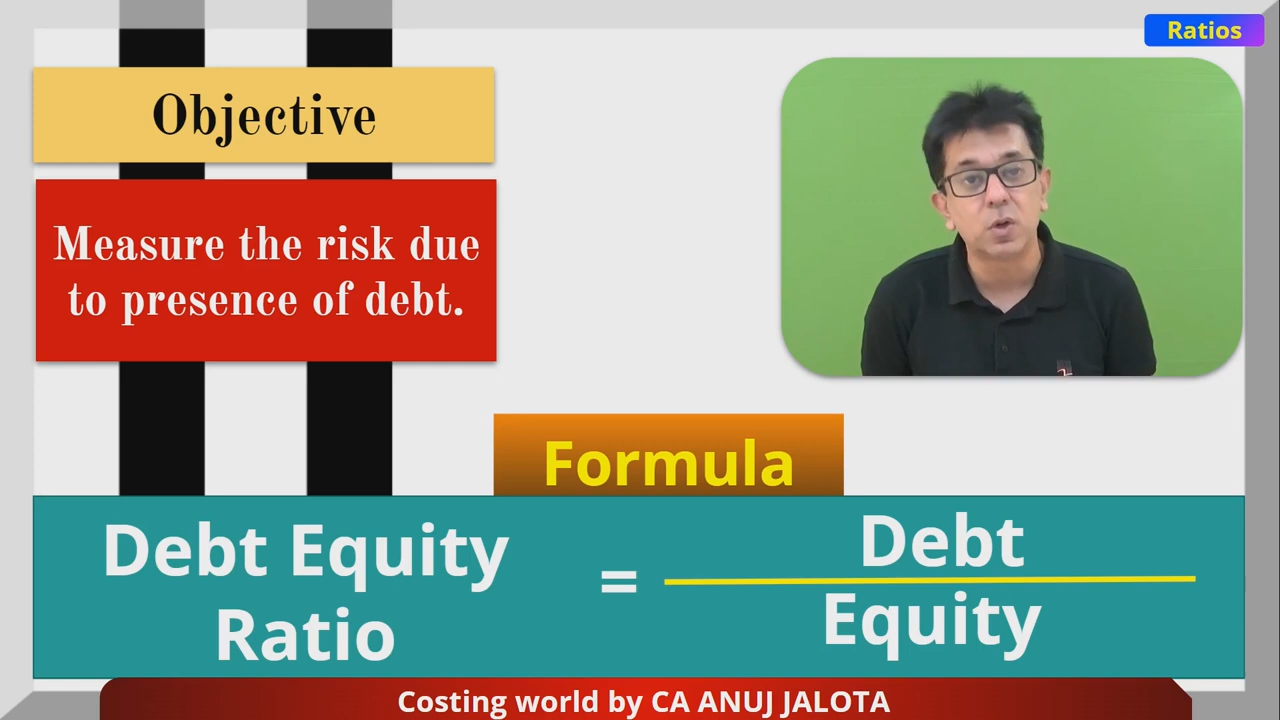 Ratios
Objective
Measure the risk due
to presence of debt.
Formula
Debt Equity
Ratio
=
Debt
Equity
Costing world by CA ANUJ JALOTA